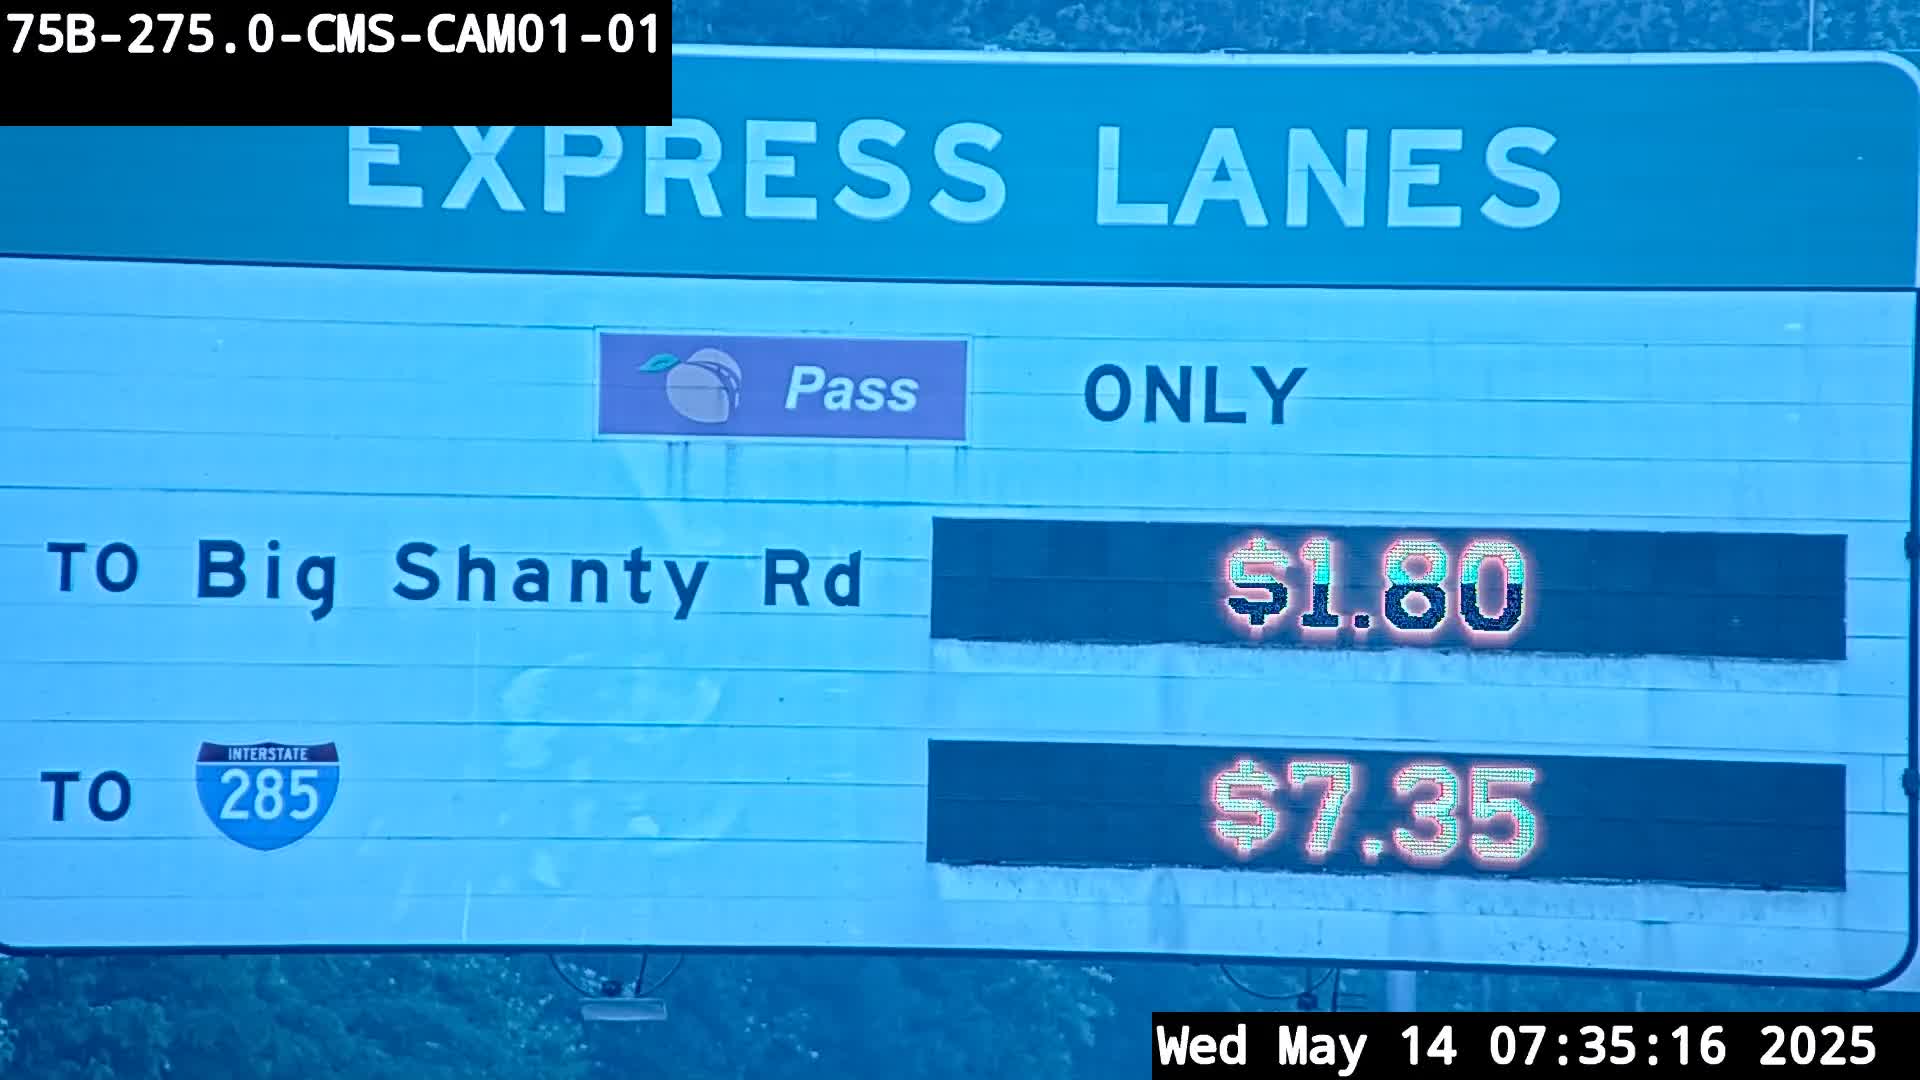 75B-275.0-CMS-CAM01-01
EXPRESS LANES
Pass ONLY
TO Big Shanty Rd $1.80
TO INTERSTATE 285 $7.35
Wed May 14 07:35:16 2025